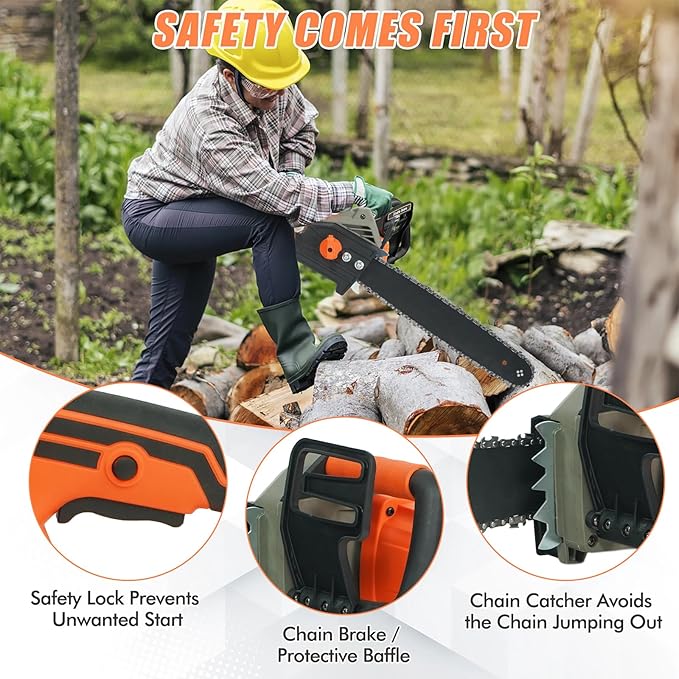 SAFETY COMES FIRST
Safety Lock Prevents
Unwanted Start
Chain Brake /
Protective Baffle
Chain Catcher Avoids
the Chain Jumping Out